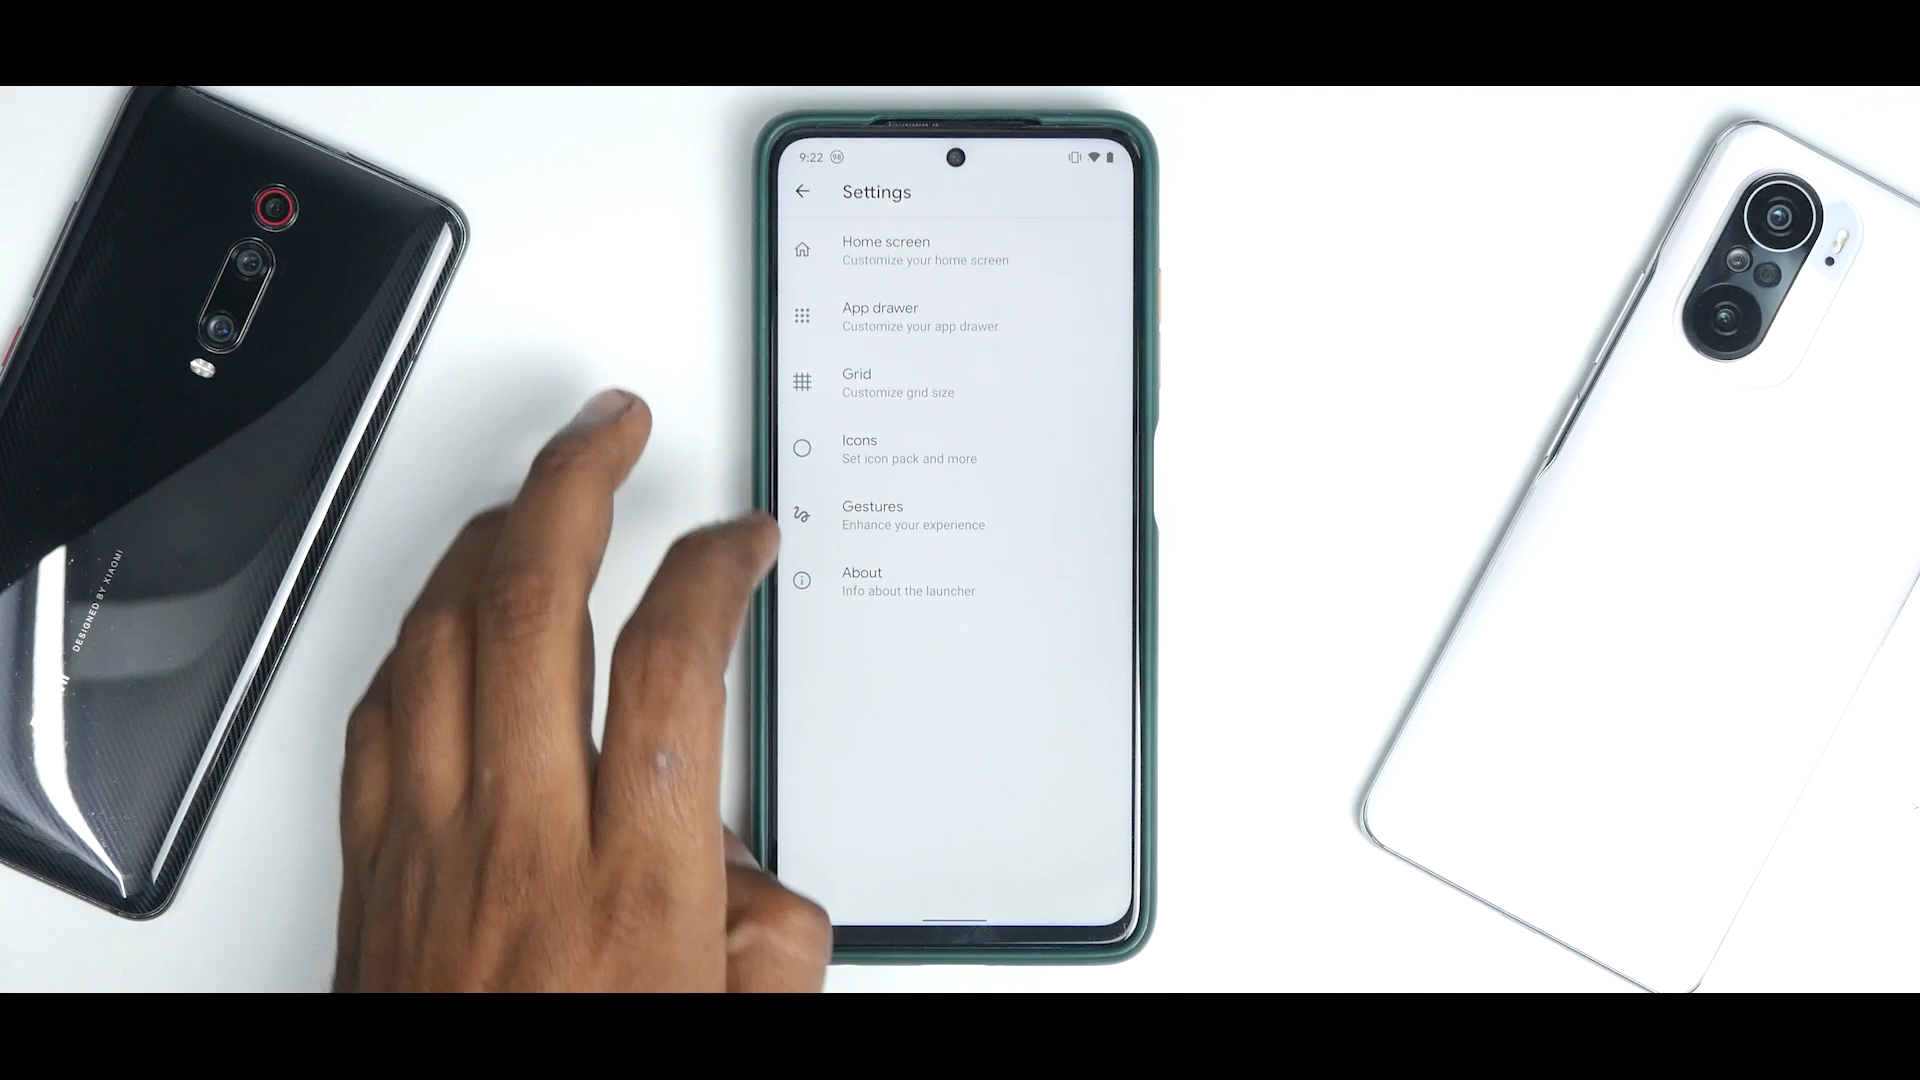 9:22 98
Settings
Home screen
Customize your home screen
App drawer
Customize your app drawer
Grid
Customize grid size
Icons
Set icon pack and more
Gestures
Enhance your experience
About
Info about the launcher
DESIGNED BY XIAOMI